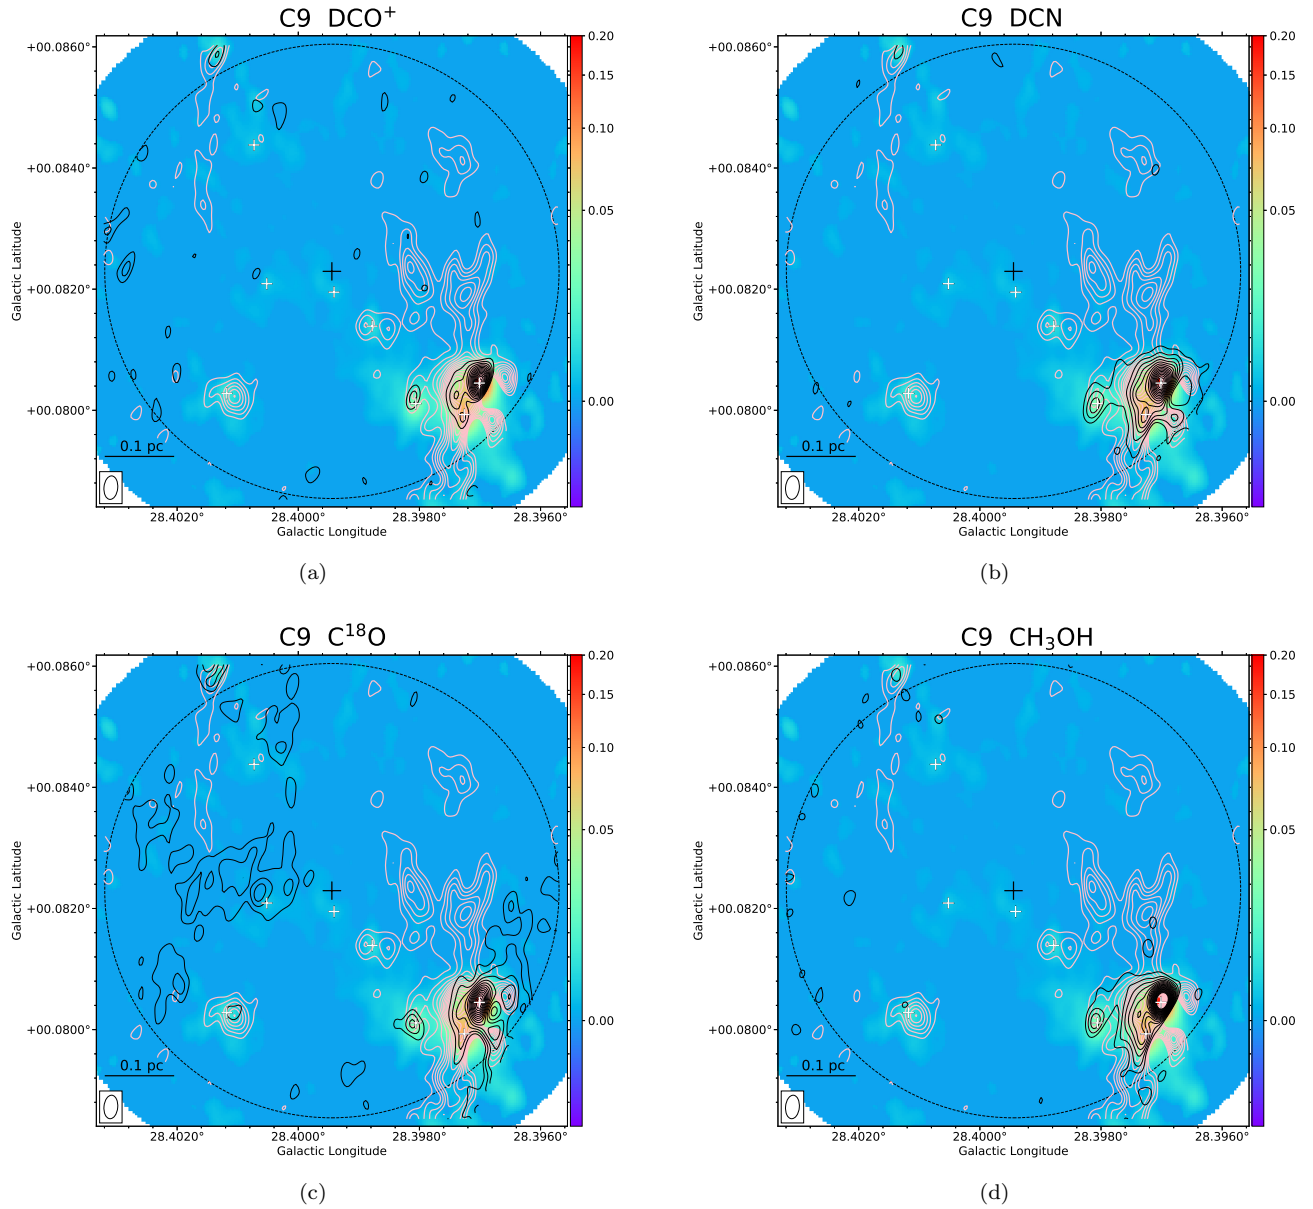 C9 DCO⁺
C9 DCN
+00.0860°
+00.0840°
+00.0820°
+00.0800°
Galactic Latitude
0.1 pc
28.4020° 28.4000° 28.3980° 28.3960°
Galactic Longitude
0.20
0.15
0.10
0.05
0.00
+00.0860°
+00.0840°
+00.0820°
+00.0800°
Galactic Latitude
0.1 pc
28.4020° 28.4000° 28.3980° 28.3960°
Galactic Longitude
0.20
0.15
0.10
0.05
0.00
(a)
(b)
C9 C¹⁸O
C9 CH₃OH
+00.0860°
+00.0840°
+00.0820°
+00.0800°
Galactic Latitude
0.1 pc
28.4020° 28.4000° 28.3980° 28.3960°
Galactic Longitude
0.20
0.15
0.10
0.05
0.00
+00.0860°
+00.0840°
+00.0820°
+00.0800°
Galactic Latitude
0.1 pc
28.4020° 28.4000° 28.3980° 28.3960°
Galactic Longitude
0.20
0.15
0.10
0.05
0.00
(c)
(d)